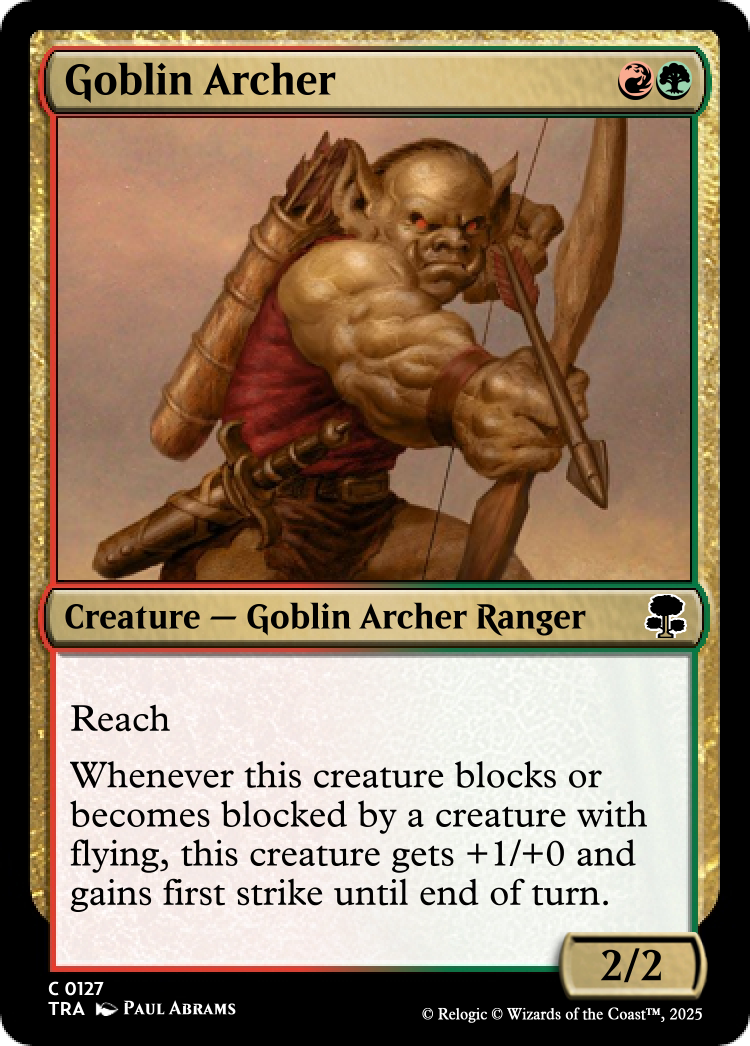 Goblin Archer
Creature — Goblin Archer Ranger
Reach
Whenever this creature blocks or
becomes blocked by a creature with
flying, this creature gets +1/+0 and
gains first strike until end of turn.
2/2
C 0127
TRA PAUL ABRAMS
© Relogic © Wizards of the Coast™, 2025